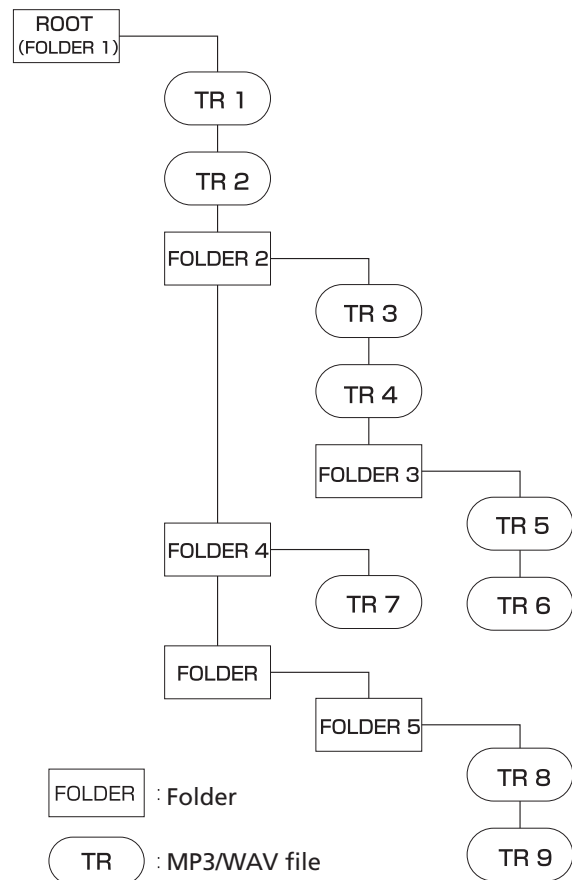 ROOT
(FOLDER 1)
TR 1
TR 2
FOLDER 2
TR 3
TR 4
FOLDER 3
TR 5
FOLDER 4
TR 7
TR 6
FOLDER
FOLDER 5
TR 8
FOLDER : Folder
TR 9
TR : MP3/WAV file